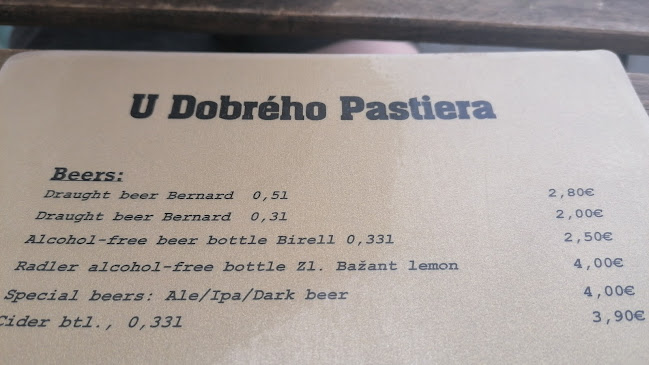 U Dobrého Pastiera
Beers:
Draught beer Bernard 0,5l 2,80€
Draught beer Bernard 0,3l 2,00€
Alcohol-free beer bottle Birell 0,33l 2,50€
Radler alcohol-free bottle Zl. Bažant lemon 4,00€
Special beers: Ale/Ipa/Dark beer 4,00€
Cider btl., 0,33l 3,90€